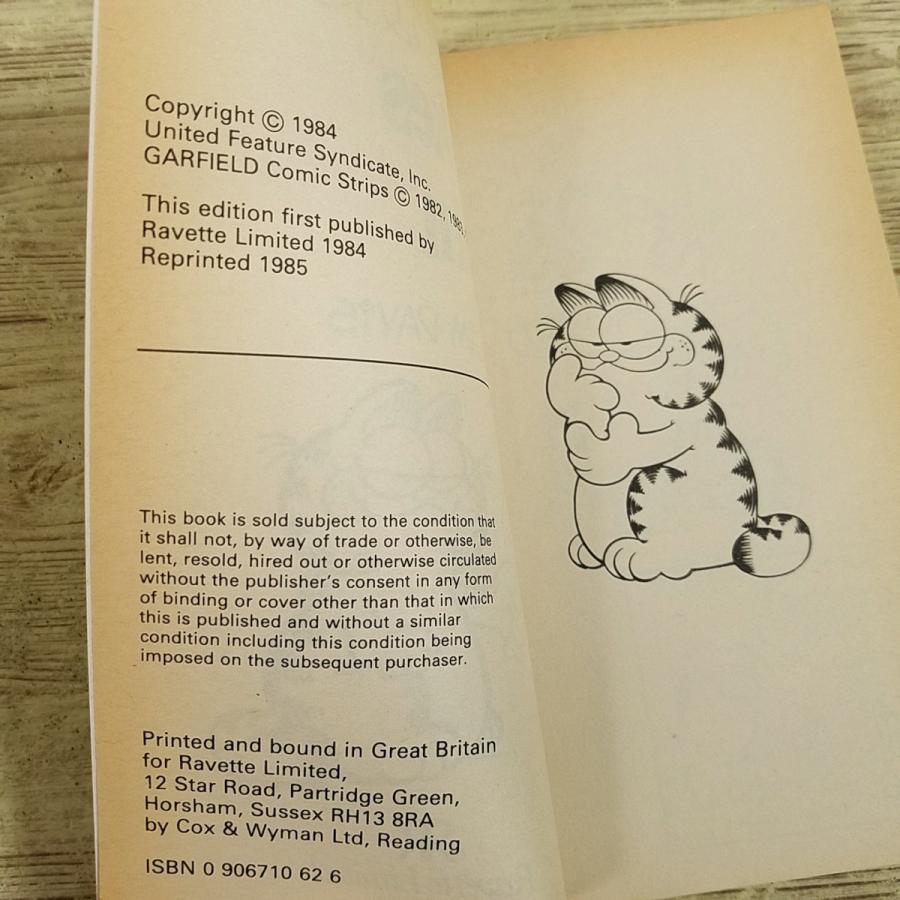 Copyright © 1984
United Feature Syndicate, Inc.
GARFIELD Comic Strips © 1982, 1983,
This edition first published by
Ravette Limited 1984
Reprinted 1985
This book is sold subject to the condition that
it shall not, by way of trade or otherwise, be
lent, resold, hired out or otherwise circulated
without the publisher's consent in any form
of binding or cover other than that in which
this is published and without a similar
condition including this condition being
imposed on the subsequent purchaser.
Printed and bound in Great Britain
for Ravette Limited,
12 Star Road, Partridge Green,
Horsham, Sussex RH13 8RA
by Cox & Wyman Ltd, Reading
ISBN 0 906710 62 6